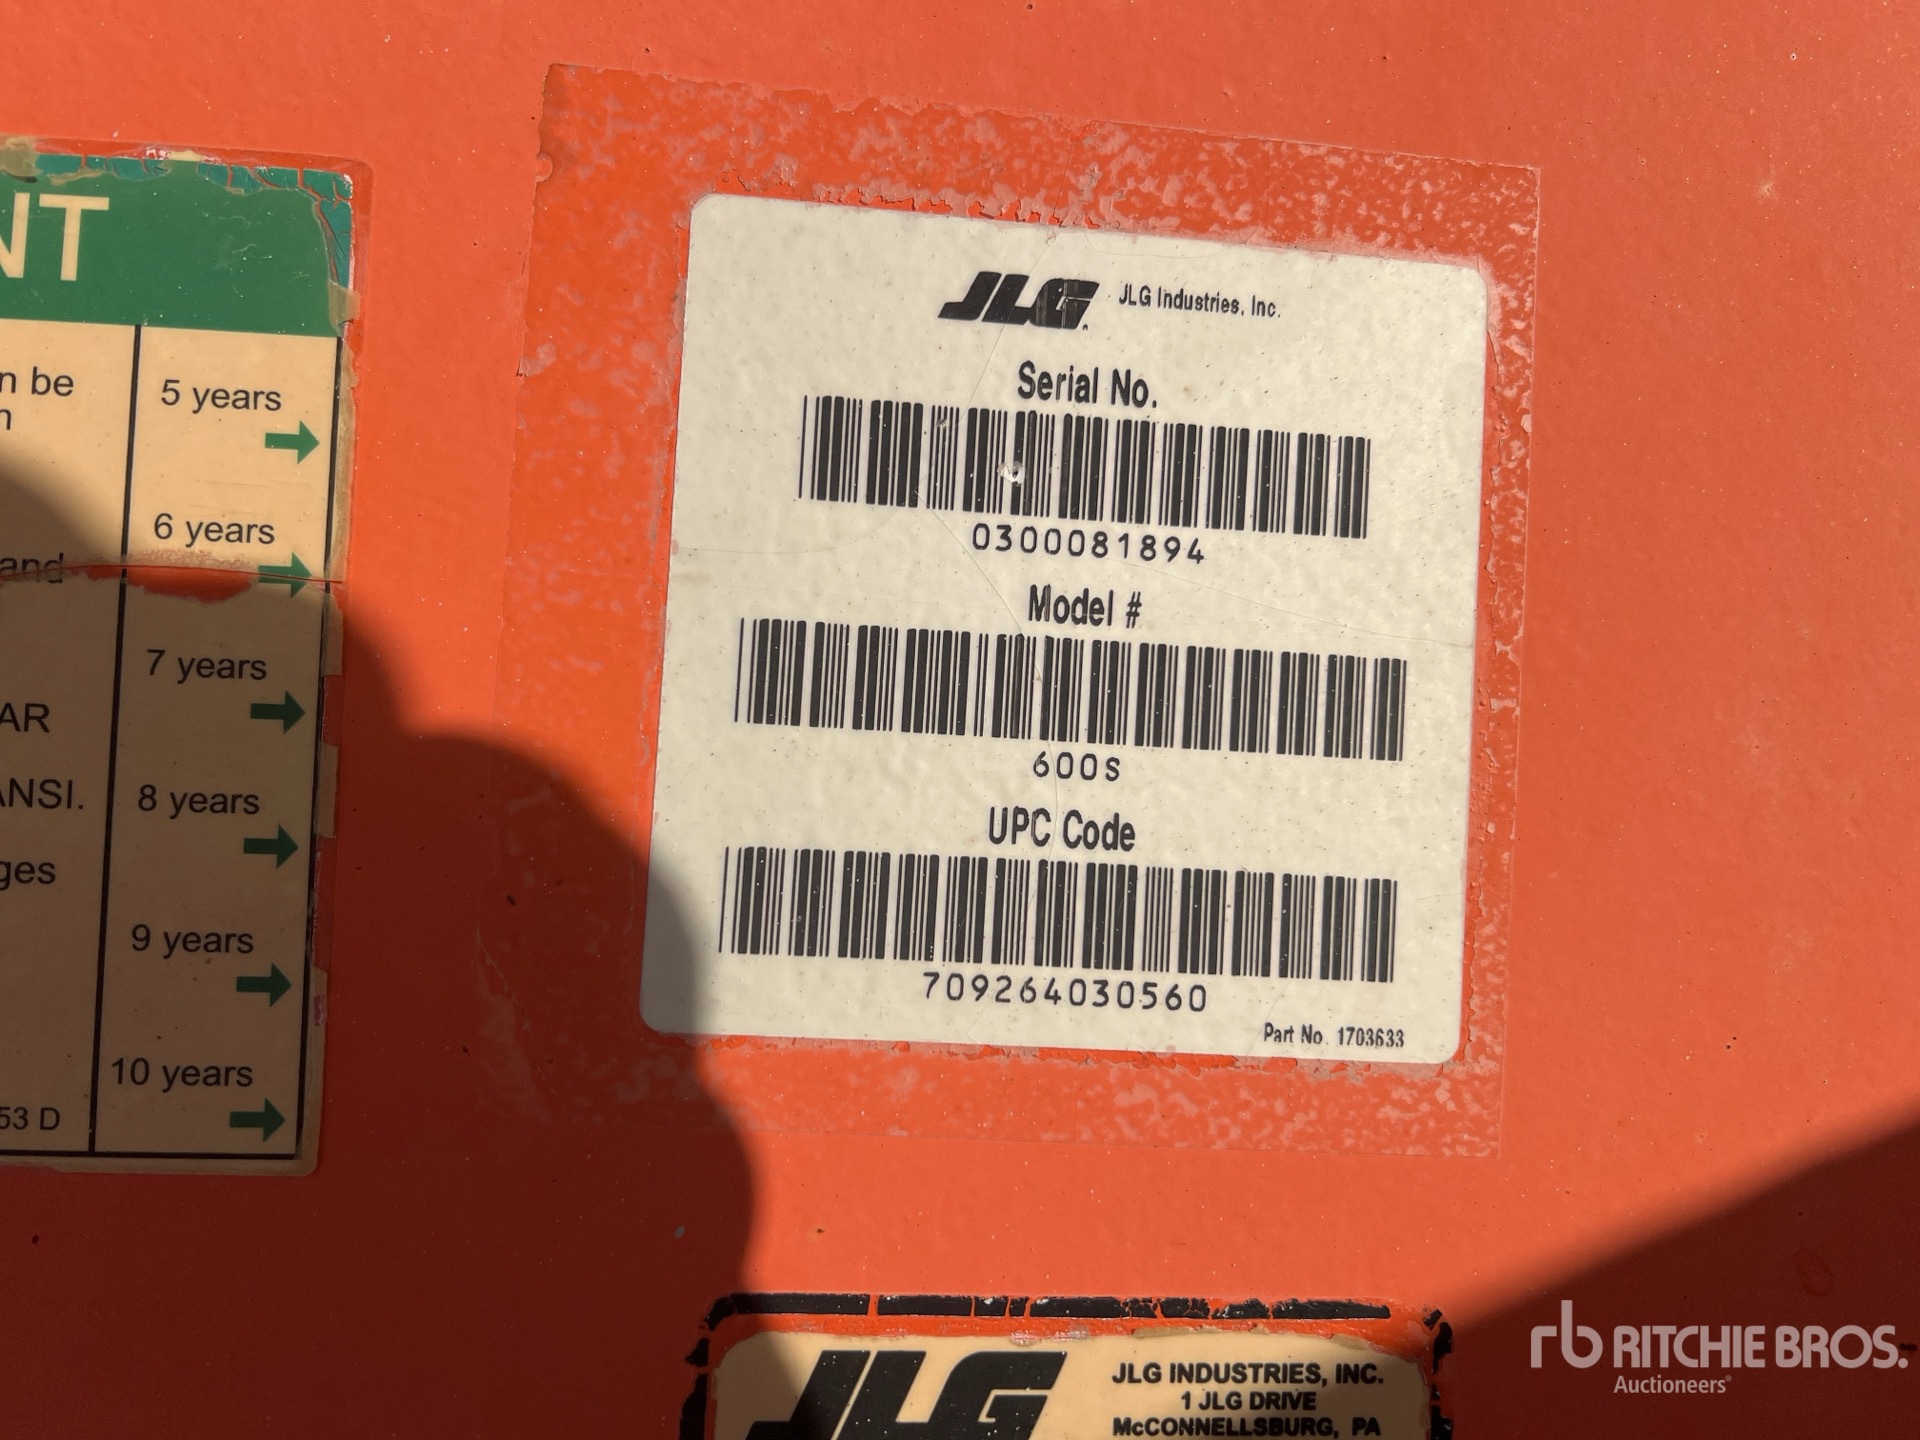 NT
n be
5 years
6 years
and
7 years
AR
ANSI.
8 years
ges
9 years
10 years
53 D
JLG JLG Industries, Inc.
Serial No.
0300081894
Model #
600S
UPC Code
709264030560
Part No. 1703633
JLG
JLG INDUSTRIES, INC.
1 JLG DRIVE
McCONNELLSBURG, PA
rb RITCHIE BROS.
Auctioneers